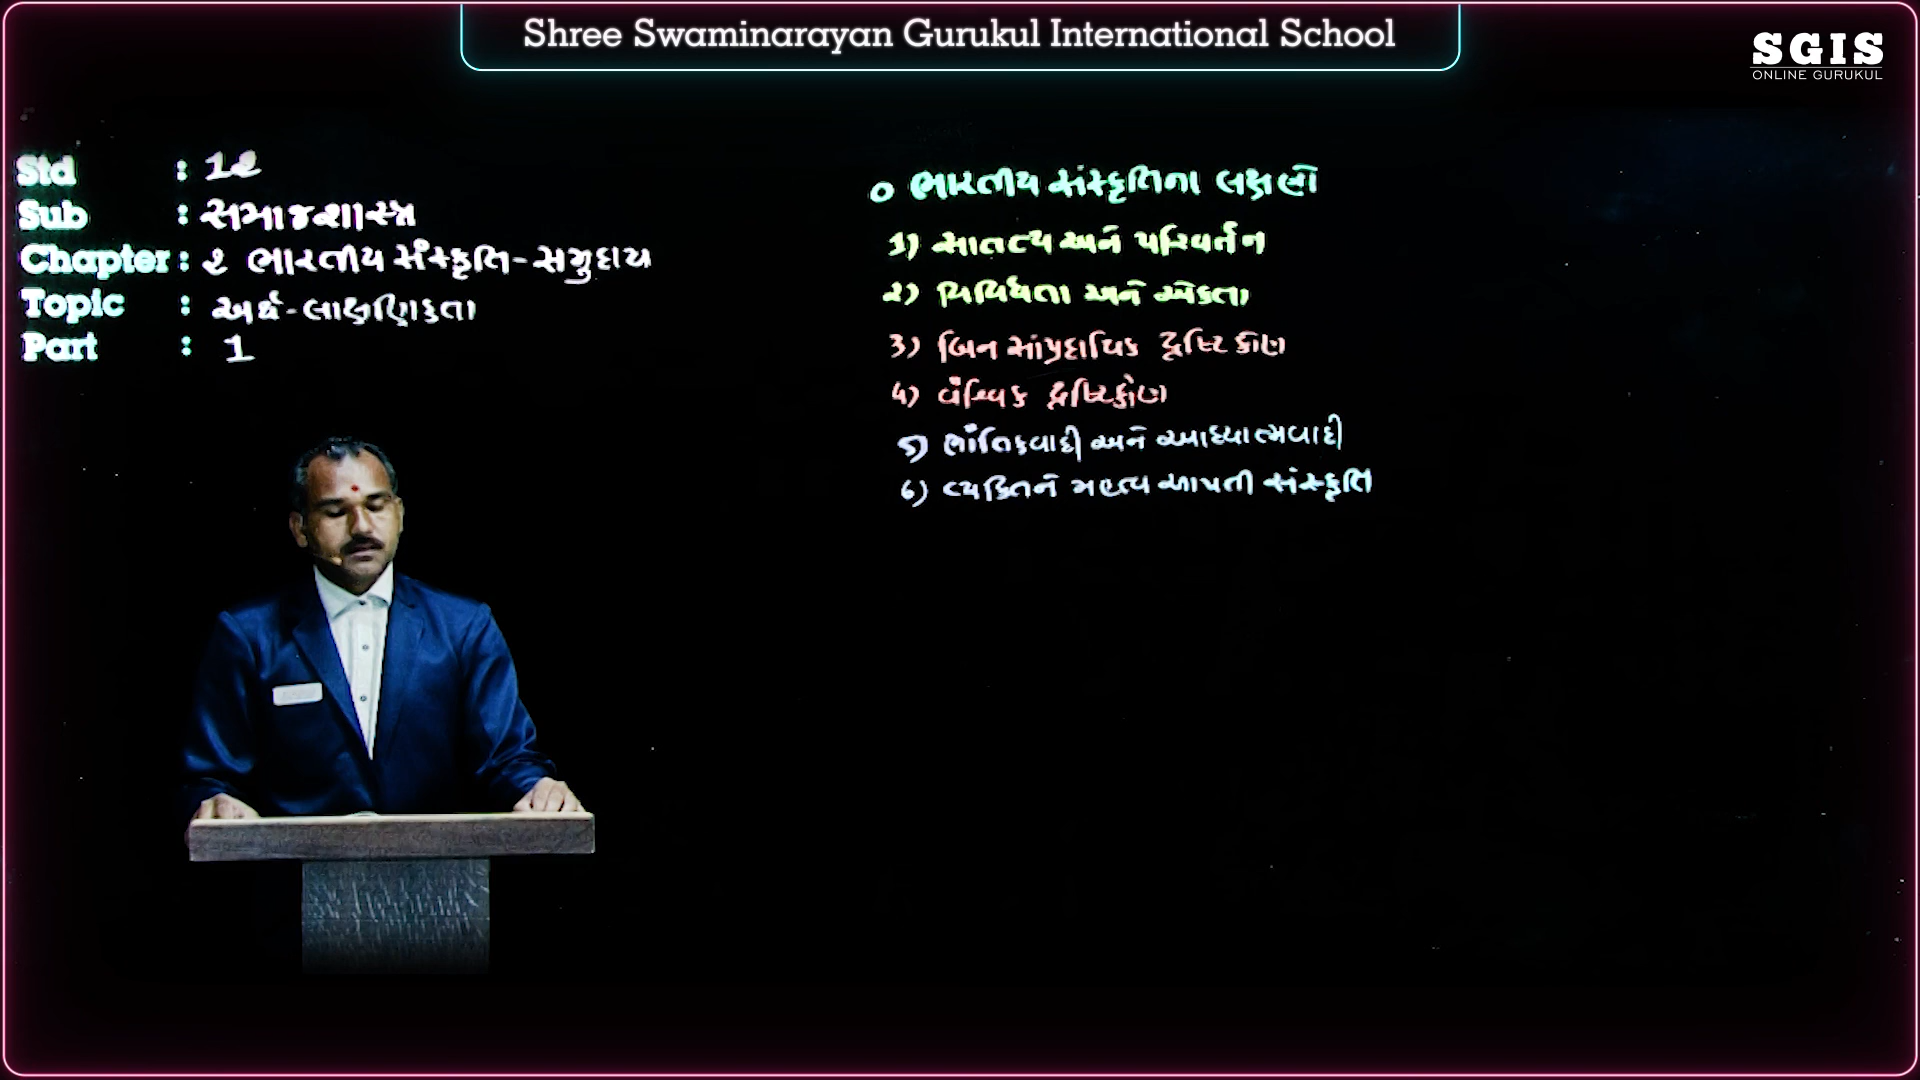 Shree Swaminarayan Gurukul International School
SGIS
ONLINE GURUKUL
Std : 12
Sub : સમાજશાસ્ત્ર
Chapter : ૨ ભારતીય સંસ્કૃતિ-સમુદાય
Topic : અર્થ-લાક્ષણિકતા
Part : 1
ભારતીય સંસ્કૃતિના લક્ષણો
1) સાતત્ય અને પરિવર્તન
2) વિવિધતા અને એકતા
3) બિન સાંપ્રદાયિક દ્રષ્ટિકોણ
4) વૈશ્વિક દ્રષ્ટિકોણ
5) ભૌતિકવાદી અને આધ્યાત્મવાદી
6) વ્યક્તિને મહત્વ આપતી સંસ્કૃતિ